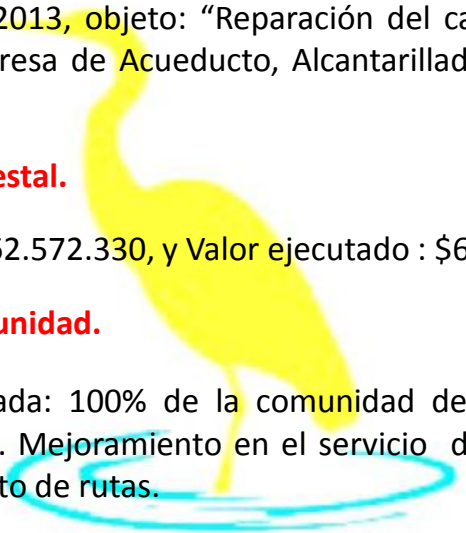 2013, objeto: “Reparación del ca
resa de Acueducto, Alcantarillad
estal.
52.572.330, y Valor ejecutado : $6
unidad.
ada: 100% de la comunidad de
. Mejoramiento en el servicio d
to de rutas.